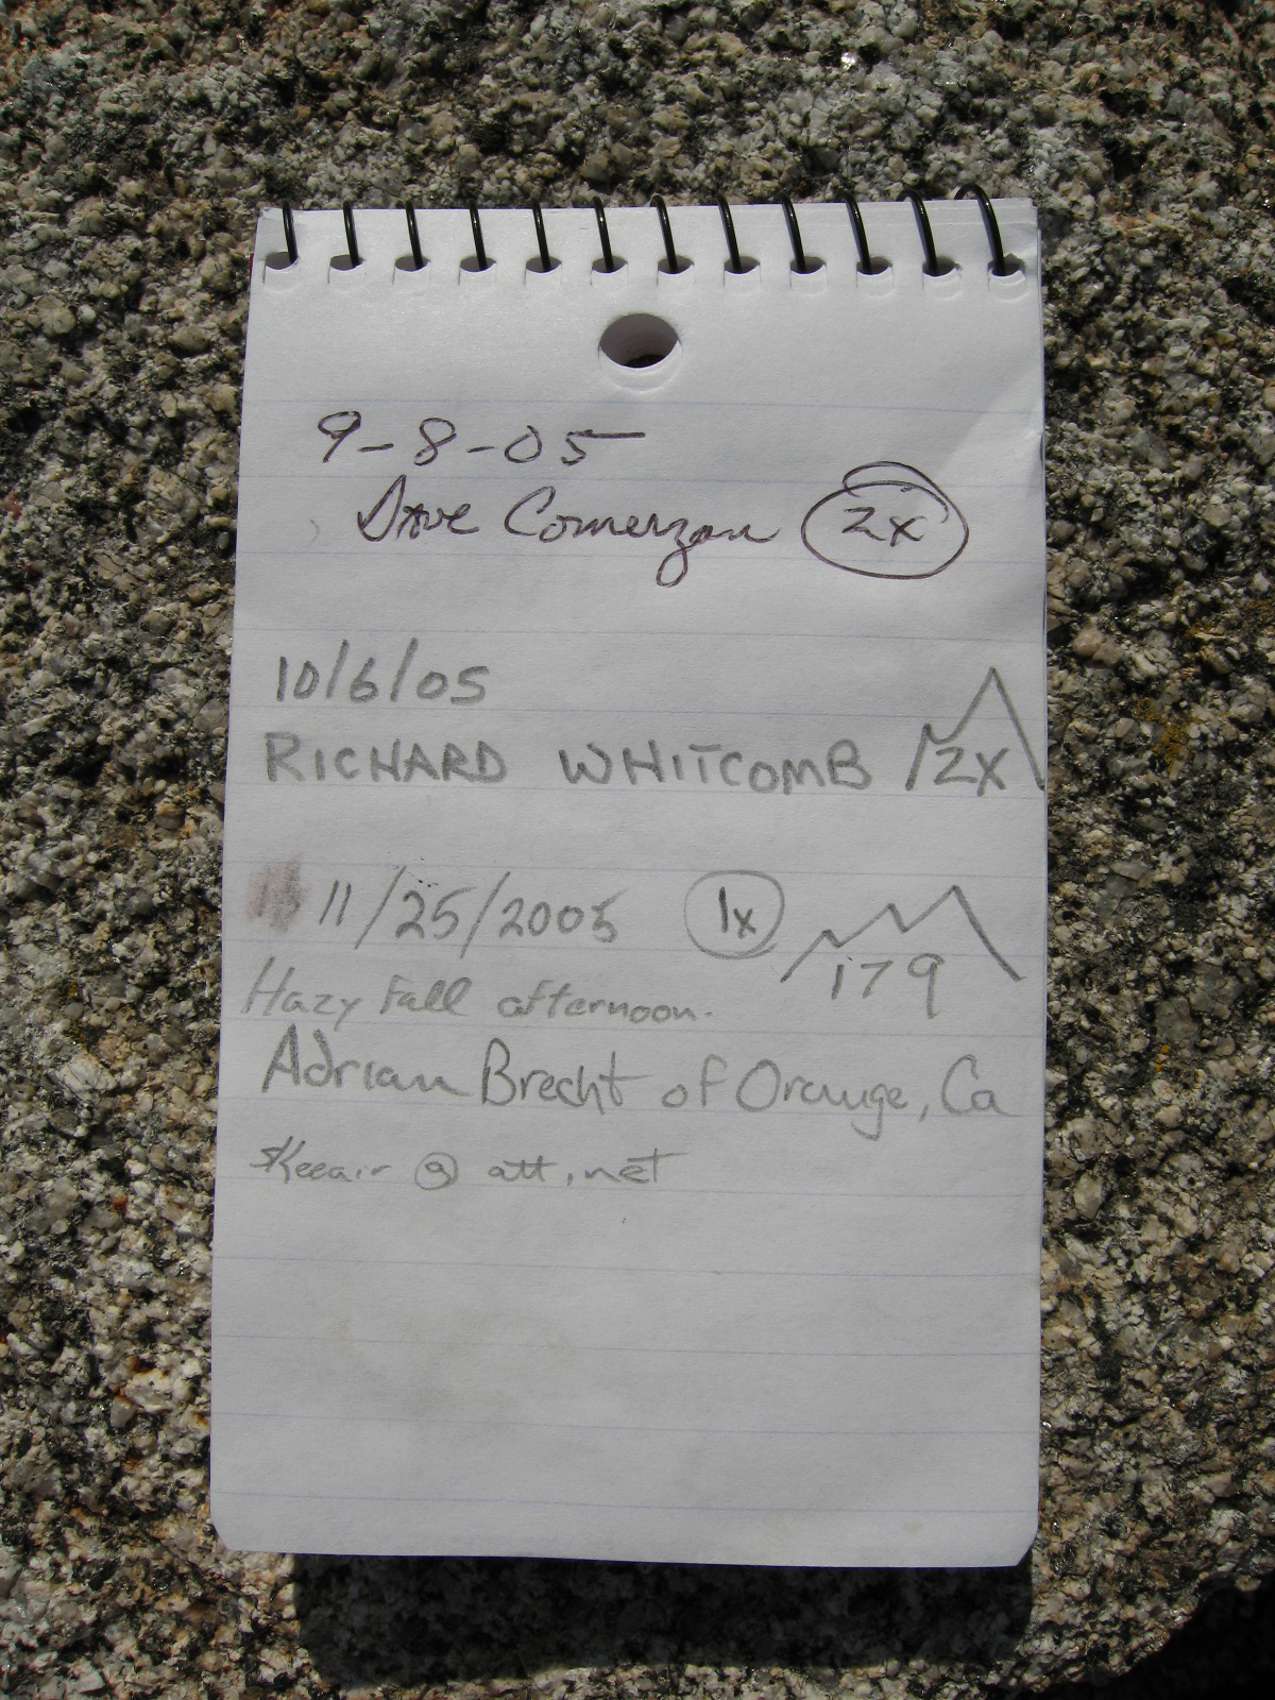 9-8-05
Dave Comerzan 2x
10/6/05
RICHARD WHITCOMB 2X
11/25/2005 1x 179
Hazy Fall afternoon.
Adrian Brecht of Orange, Ca
skeeair @ att.net